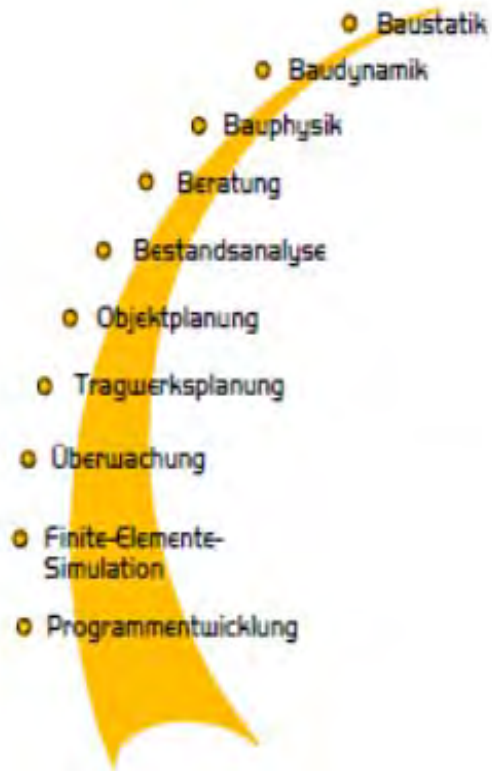 Baustatik
Baudynamik
Bauphysik
Beratung
Bestandsanalyse
Objektplanung
Tragwerksplanung
Überwachung
Finite-Elemente-
Simulation
Programmentwicklung